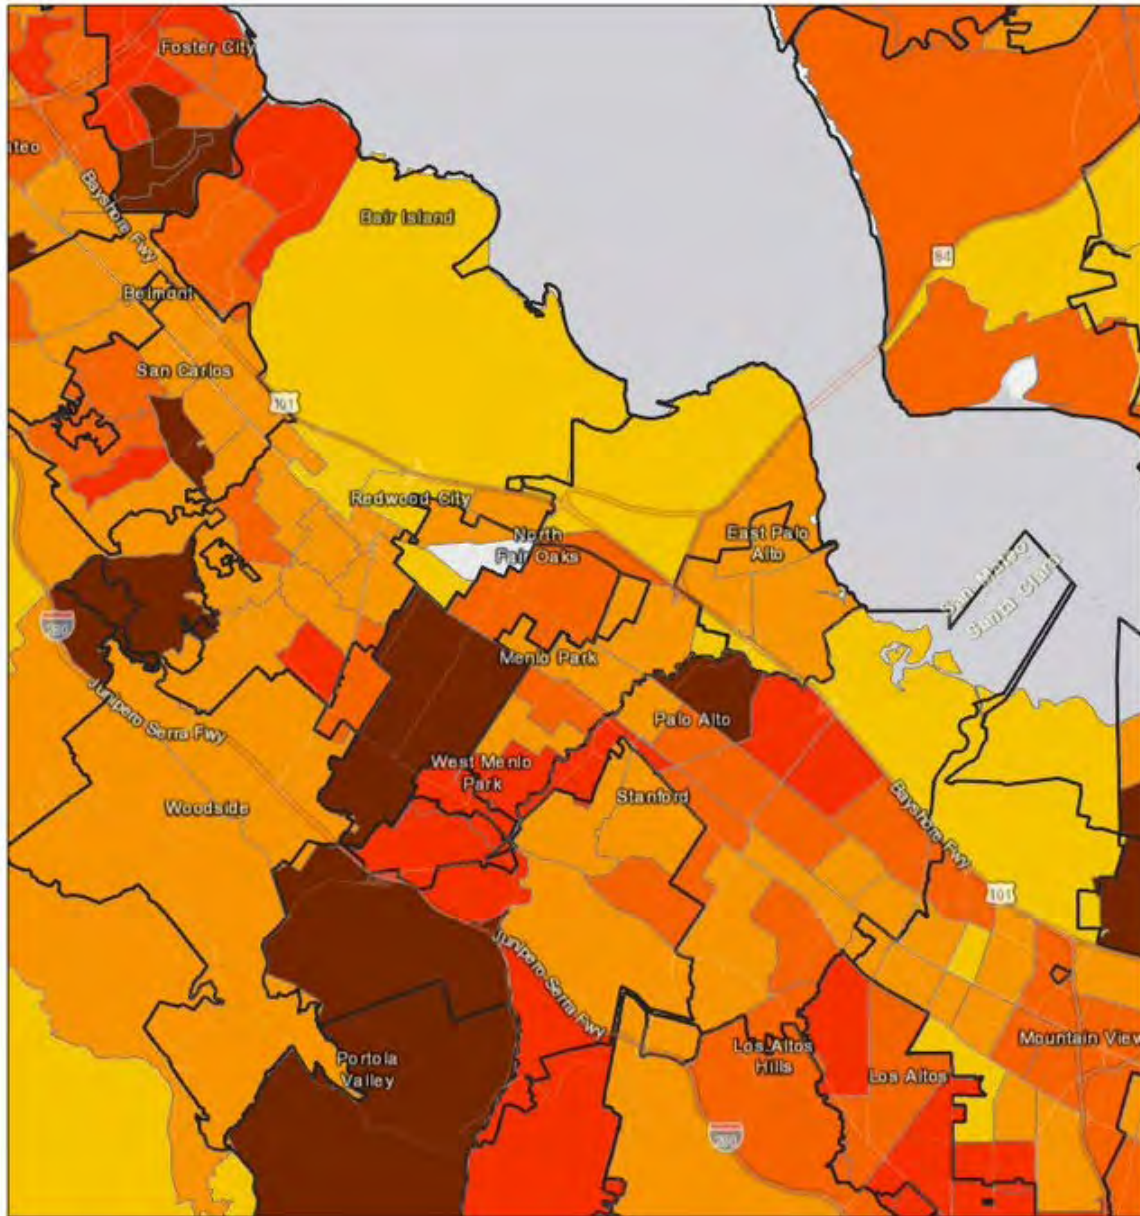 Foster City
ateo
Bayshore Fwy
Bair Island
84
Belmont
San Carlos
101
Redwood City
North
Fair Oaks
East Palo
Alto
San Mateo
Santa Clara
280
Menlo Park
Junipero Serra Fwy
Palo Alto
West Menlo
Park
Stanford
Woodside
Bayshore Fwy
101
Junipero Serra Fwy
Portola
Valley
Los Altos
Hills
Mountain View
Los Altos
280